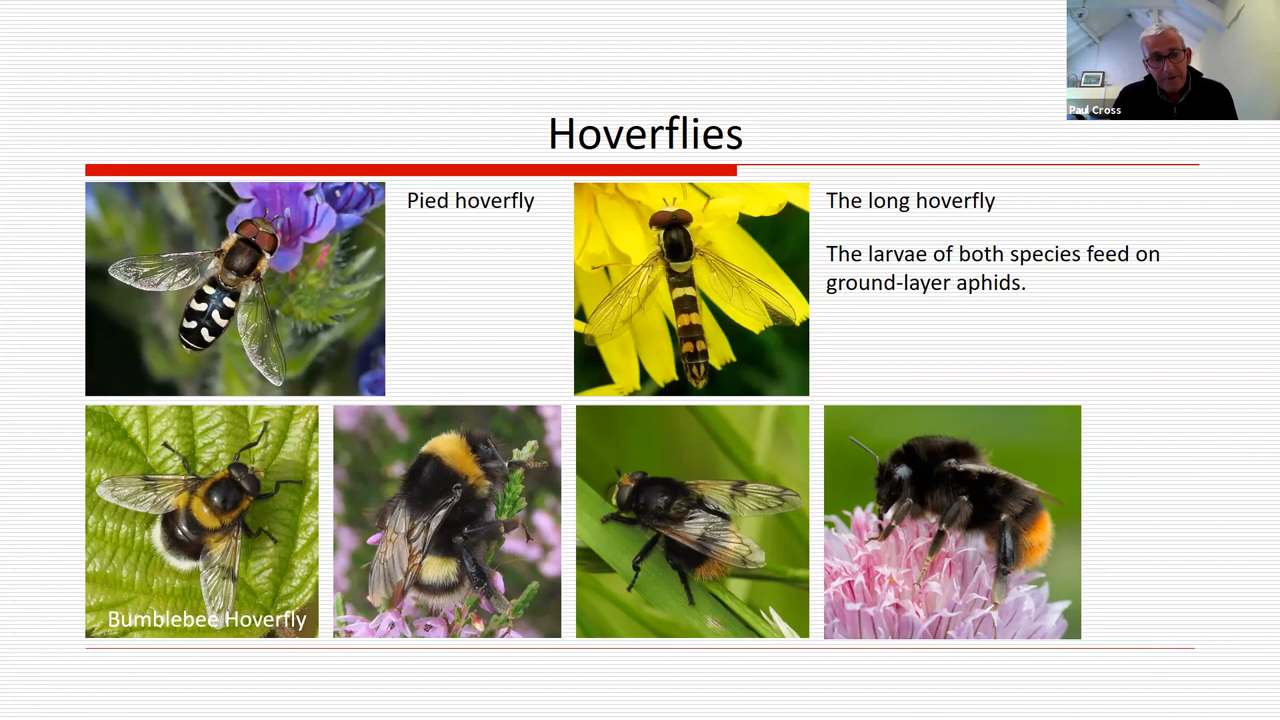 Paul Cross
Hoverflies
Pied hoverfly
The long hoverfly
The larvae of both species feed on
ground-layer aphids.
Bumblebee Hoverfly